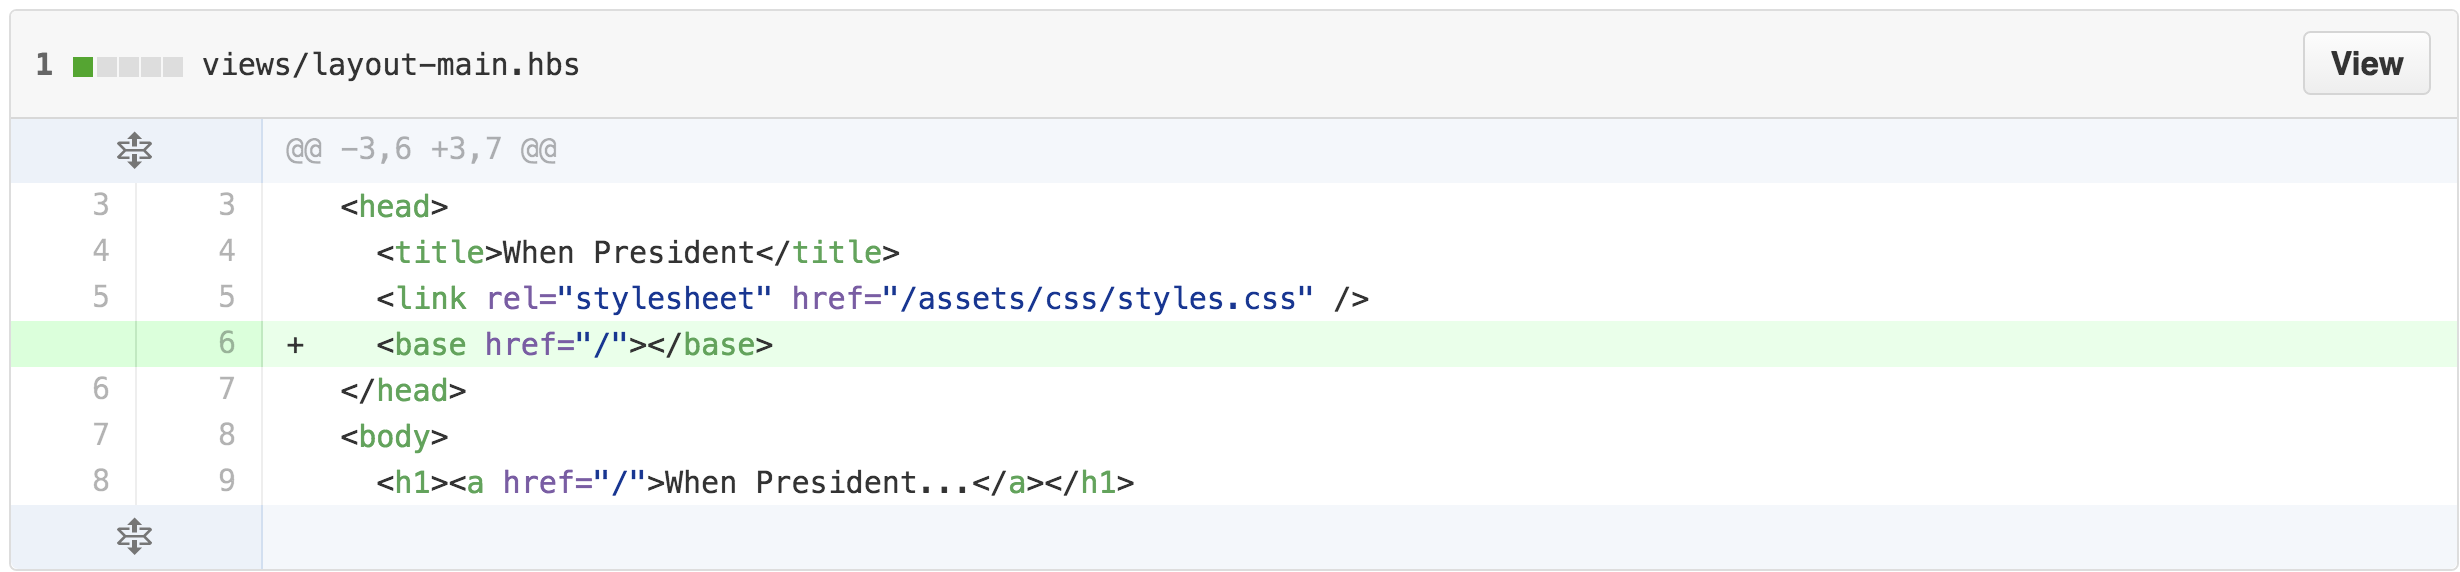 1 views/layout-main.hbs View
@@ -3,6 +3,7 @@
3 3 <head>
4 4 <title>When President</title>
5 5 <link rel="stylesheet" href="/assets/css/styles.css" />
6 + <base href="/"></base>
6 7 </head>
7 8 <body>
8 9 <h1><a href="/">When President...</a></h1>